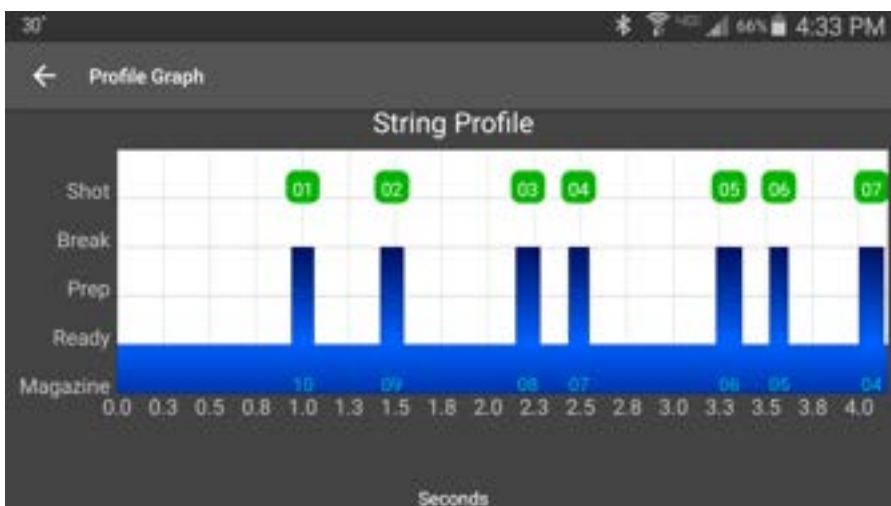 30° 66% 4:33 PM
Profile Graph
String Profile
Shot 01 02 03 04 05 06 07
Break
Prep
Ready
Magazine 10 09 08 07 06 05 04
0.0 0.3 0.5 0.8 1.0 1.3 1.5 1.8 2.0 2.3 2.5 2.8 3.0 3.3 3.5 3.8 4.0
Seconds